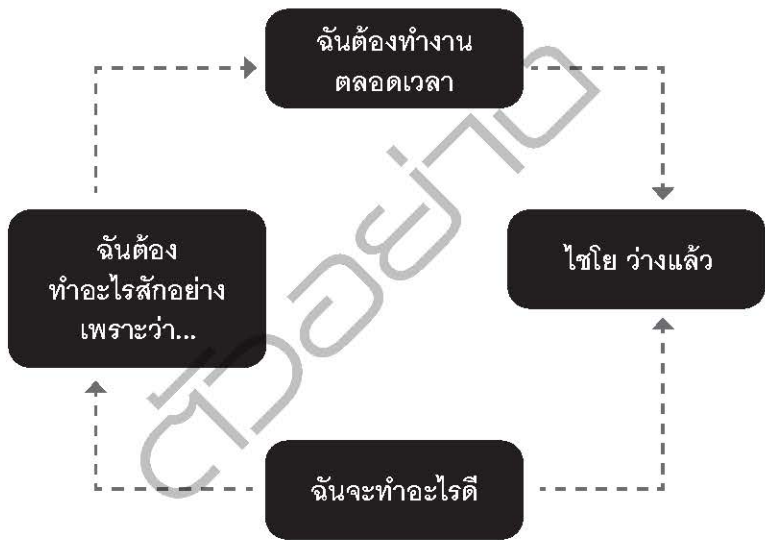 ฉันต้องทำงาน
ตลอดเวลา
ฉันต้อง
ทำอะไรสักอย่าง
เพราะว่า...
ไชโย ว่างแล้ว
ฉันจะทำอะไรดี
ตัวอย่าง